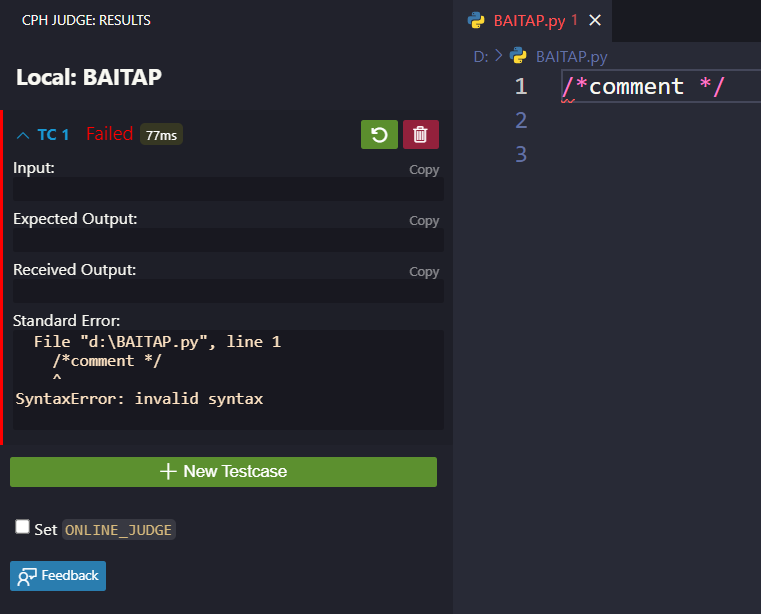 CPH JUDGE: RESULTS
Local: BAITAP
TC 1 Failed 77ms
Input:
Copy
Expected Output:
Copy
Received Output:
Copy
Standard Error:
File "d:\BAITAP.py", line 1
/*comment */
^
SyntaxError: invalid syntax
New Testcase
Set ONLINE_JUDGE
Feedback
BAITAP.py 1
D: > BAITAP.py
1 /*comment */
2
3